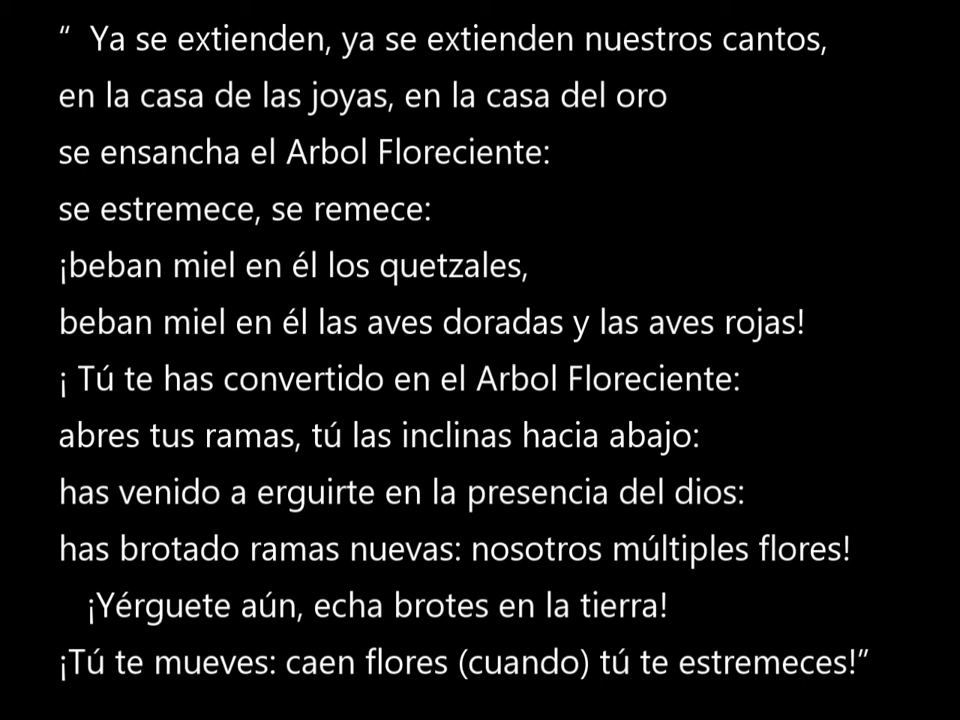 “ Ya se extienden, ya se extienden nuestros cantos,
en la casa de las joyas, en la casa del oro
se ensancha el Arbol Floreciente:
se estremece, se remece:
¡beban miel en él los quetzales,
beban miel en él las aves doradas y las aves rojas!
¡ Tú te has convertido en el Arbol Floreciente:
abres tus ramas, tú las inclinas hacia abajo:
has venido a erguirte en la presencia del dios:
has brotado ramas nuevas: nosotros múltiples flores!
¡Yérguete aún, echa brotes en la tierra!
¡Tú te mueves: caen flores (cuando) tú te estremeces!”